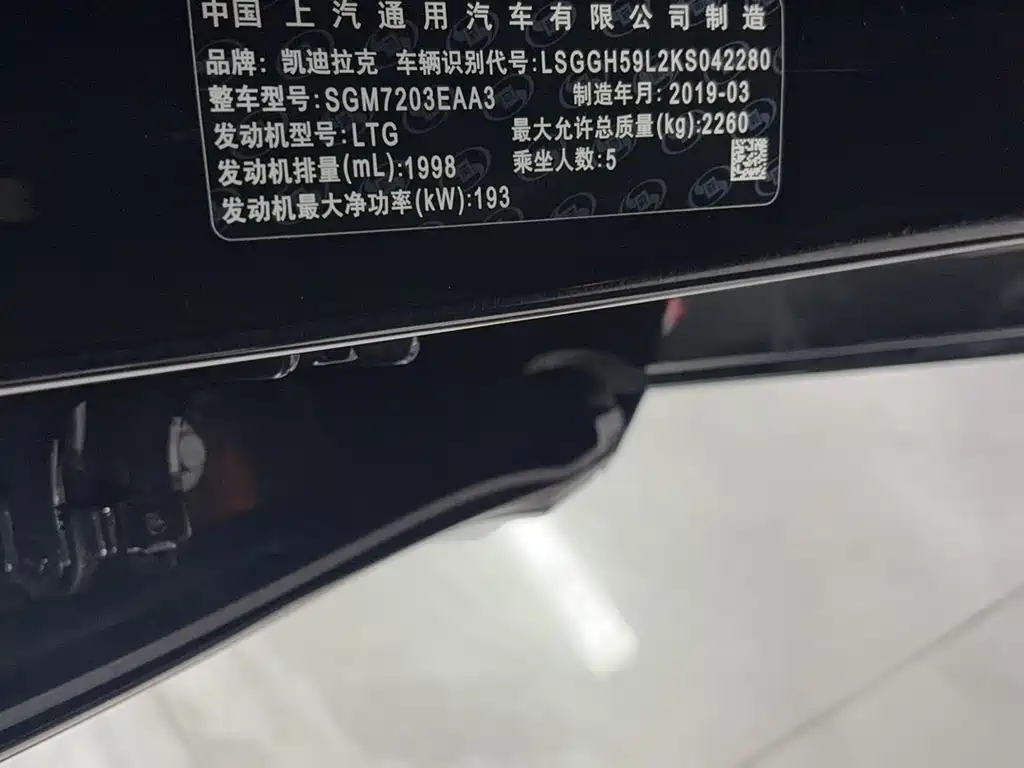 中国上汽通用汽车有限公司制造
品牌: 凯迪拉克 车辆识别代号:LSGGH59L2KS042280
整车型号:SGM7203EAA3 制造年月: 2019-03
发动机型号:LTG 最大允许总质量(kg):2260
发动机排量(mL):1998 乘坐人数:5
发动机最大净功率(kW):193